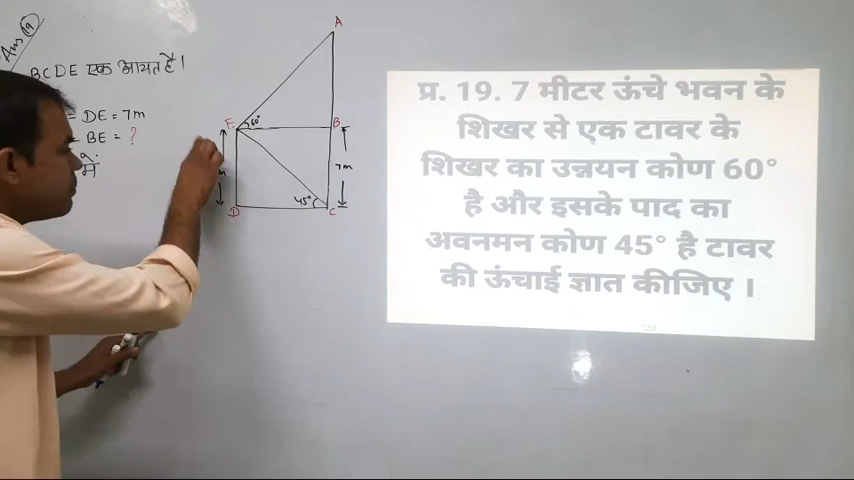 Ans 19
BCDE एक आयत है।
= DE = 7m
= BE = ?
A
E 60° B
m 7m
45°
D C
प्र. 19. 7 मीटर ऊंचे भवन के
शिखर से एक टावर के
शिखर का उन्नयन कोण 60°
है और इसके पाद का
अवनमन कोण 45° है टावर
की ऊंचाई ज्ञात कीजिए ।